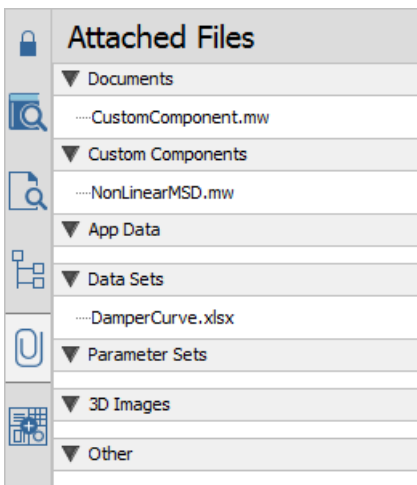 Attached Files
Documents
CustomComponent.mw
Custom Components
NonLinearMSD.mw
App Data
Data Sets
DamperCurve.xlsx
Parameter Sets
3D Images
Other